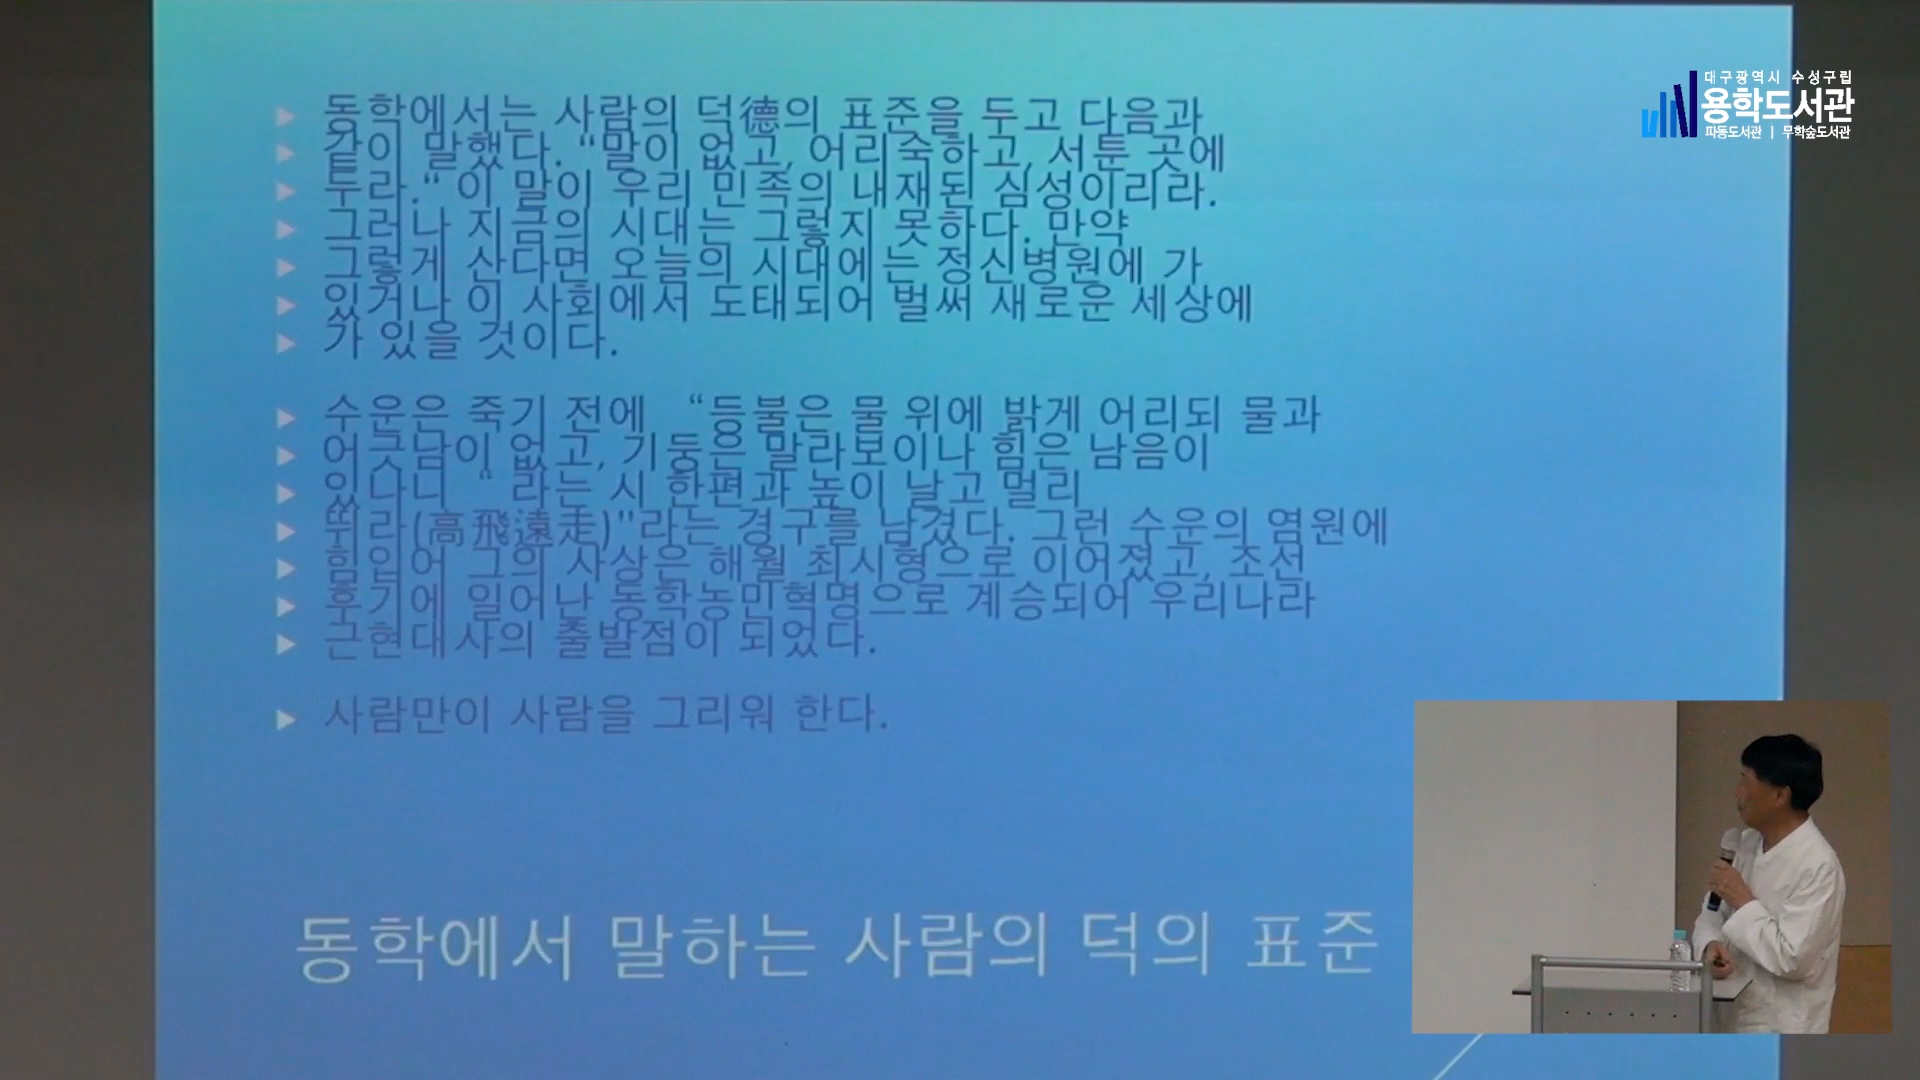 동학에서는 사람의 덕德의 표준을 두고 다음과
같이 말했다. “말이 없고, 어리숙하고, 서툰 곳에
두라.“ 이 말이 우리 민족의 내재된 심성이리라.
그러나 지금의 시대는 그렇지 못하다. 만약
그렇게 산다면 오늘의 시대에는 정신병원에 가
있거나 이 사회에서 도태되어 벌써 새로운 세상에
가 있을 것이다.
수운은 죽기 전에 “등불은 물 위에 밝게 어리되 물과
어긋남이 없고, 기둥은 말라보이나 힘은 남음이
있나니 “ 라는 시 한편과 높이 날고 멀리
뛰라(高飛遠走)"라는 경구를 남겼다. 그런 수운의 염원에
힘입어 그의 사상은 해월 최시형으로 이어졌고, 조선
후기에 일어난 동학농민혁명으로 계승되어 우리나라
근현대사의 출발점이 되었다.
사람만이 사람을 그리워 한다.
동학에서 말하는 사람의 덕의 표준
대구광역시 수성구립
용학도서관
파동도서관 | 무학숲도서관